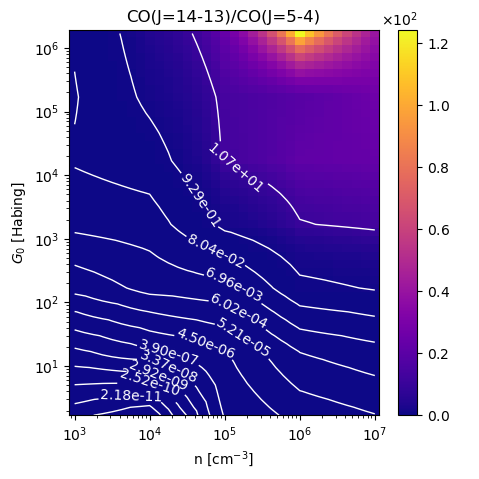 CO(J=14-13)/CO(J=5-4)
×10²
1.2
1.0
0.8
0.6
0.4
0.2
0.0
10⁶
10⁵
10⁴
10³
10²
10¹
G₀ [Habing]
1.07e+01
9.29e-01
8.04e-02
6.96e-03
6.02e-04
5.21e-05
4.50e-06
3.90e-07
3.37e-08
2.92e-09
2.52e-10
2.18e-11
10³ 10⁴ 10⁵ 10⁶ 10⁷
n [cm⁻³]